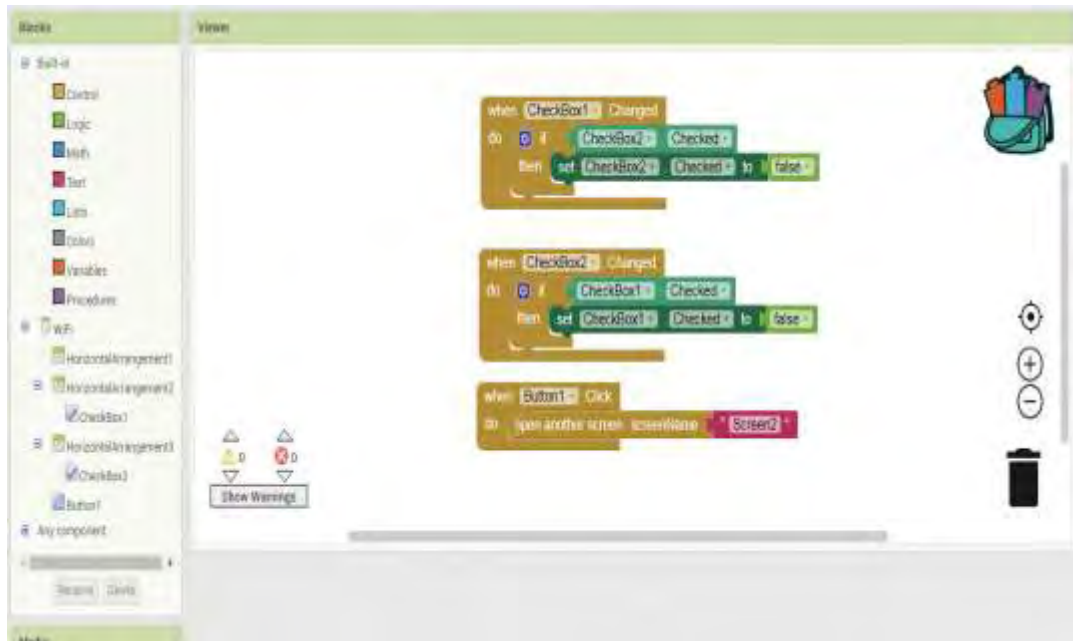 Blocks
Viewer
Built-in
Control
Logic
Math
Text
Lists
Colors
Variables
Procedures
WiFi
HorizontalArrangement1
HorizontalArrangement2
CheckBox1
HorizontalArrangement3
CheckBox2
Button1
Any component
Rename Delete
Media
when CheckBox1 Changed
do if CheckBox2 Checked
then set CheckBox2 Checked to false
when CheckBox2 Changed
do if CheckBox1 Checked
then set CheckBox1 Checked to false
when Button1 Click
do open another screen screenName " Screen2 "
0 0
Show Warnings